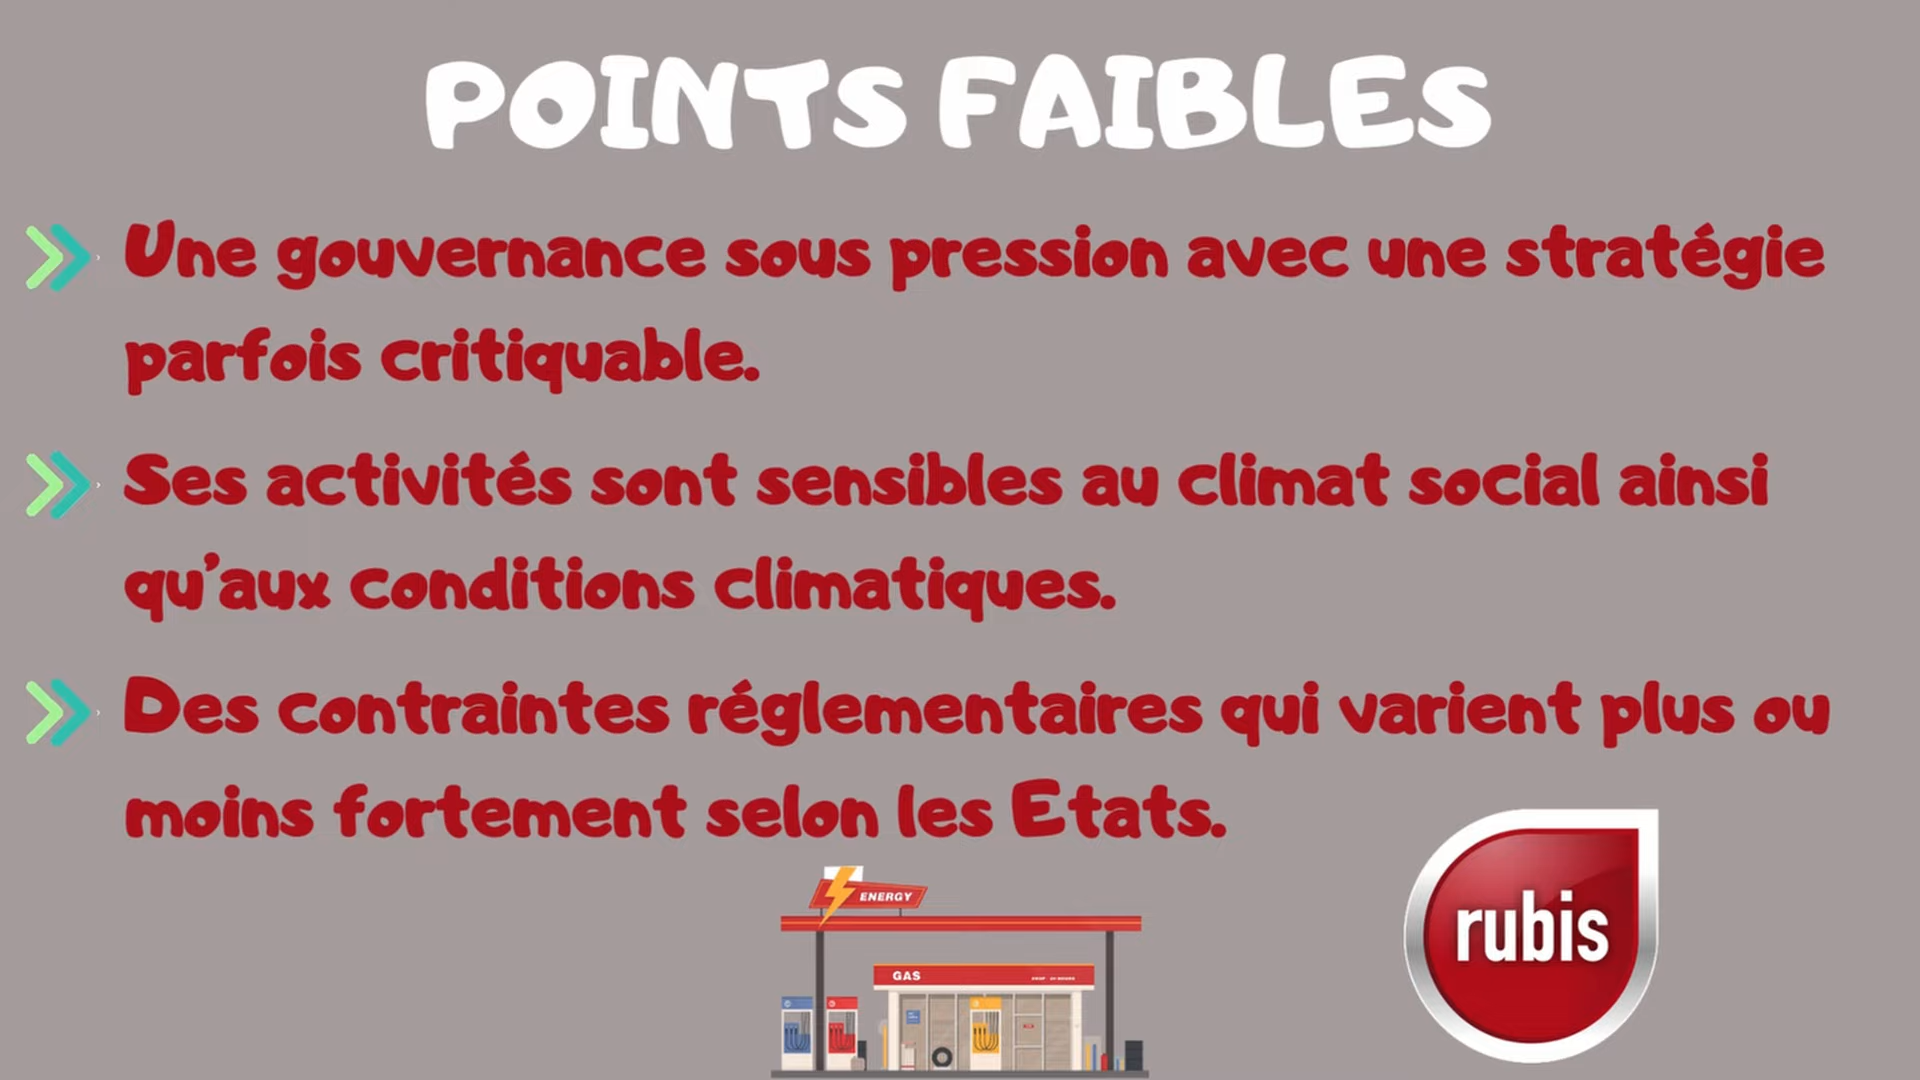 POINTS FAIBLES
Une gouvernance sous pression avec une stratégie
parfois critiquable.
Ses activités sont sensibles au climat social ainsi
qu'aux conditions climatiques.
Des contraintes réglementaires qui varient plus ou
moins fortement selon les Etats.
ENERGY
GAS
rubis